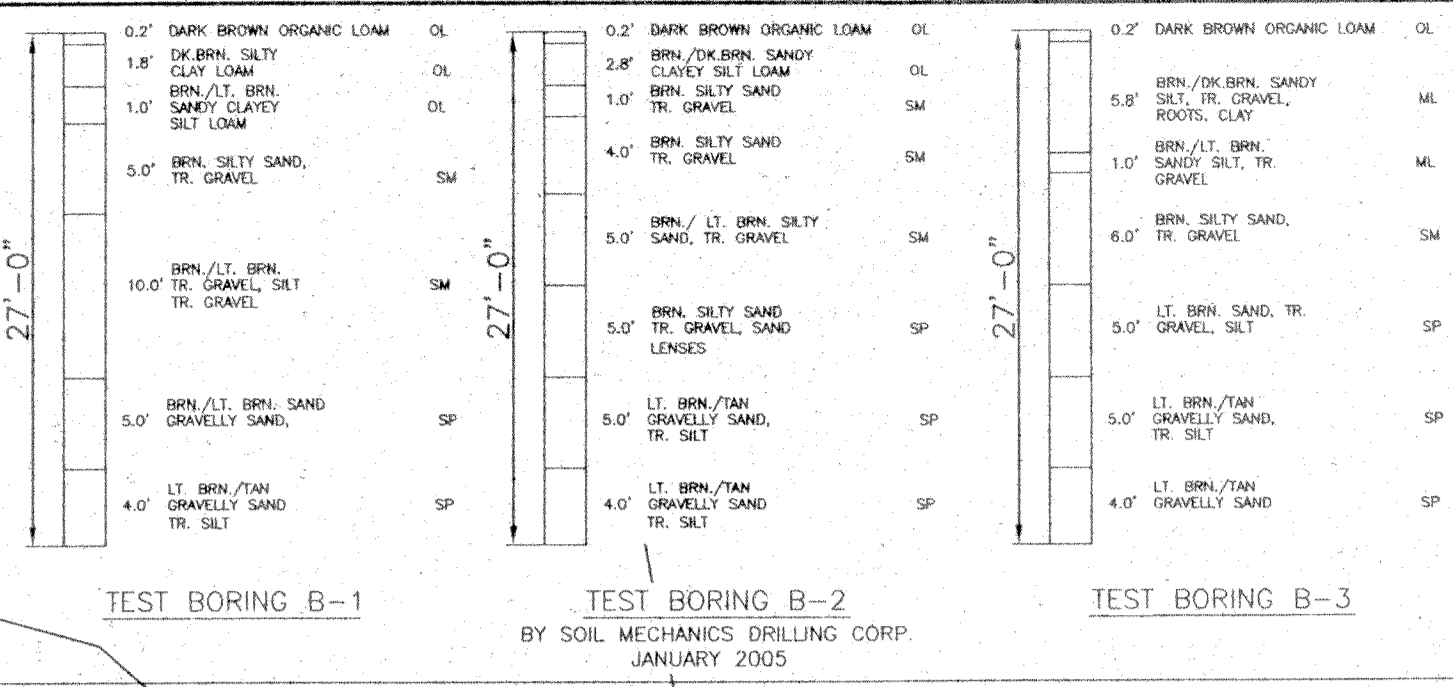 27'-0"
0.2' DARK BROWN ORGANIC LOAM OL
1.8' DK.BRN. SILTY
CLAY LOAM OL
1.0' BRN./LT. BRN.
SANDY CLAYEY OL
SILT LOAM
5.0' BRN. SILTY SAND,
TR. GRAVEL SM
10.0' BRN./LT. BRN.
TR. GRAVEL, SILT SM
TR. GRAVEL
5.0' BRN./LT. BRN. SAND
GRAVELLY SAND, SP
4.0' LT. BRN./TAN
GRAVELLY SAND SP
TR. SILT
TEST BORING B-1
27'-0"
0.2' DARK BROWN ORGANIC LOAM OL
2.8' BRN./DK.BRN. SANDY
CLAYEY SILT LOAM OL
1.0' BRN. SILTY SAND
TR. GRAVEL SM
4.0' BRN. SILTY SAND
TR. GRAVEL SM
5.0' BRN./ LT. BRN. SILTY
SAND, TR. GRAVEL SM
5.0' BRN. SILTY SAND
TR. GRAVEL, SAND SP
LENSES
5.0' LT. BRN./TAN
GRAVELLY SAND, SP
TR. SILT
4.0' LT. BRN./TAN
GRAVELLY SAND SP
TR. SILT
TEST BORING B-2
BY SOIL MECHANICS DRILLING CORP.
JANUARY 2005
27'-0"
0.2' DARK BROWN ORGANIC LOAM OL
5.8' BRN./DK.BRN. SANDY
SILT, TR. GRAVEL, ML
ROOTS, CLAY
1.0' BRN./LT. BRN.
SANDY SILT, TR. ML
GRAVEL
6.0' BRN. SILTY SAND,
TR. GRAVEL SM
5.0' LT. BRN. SAND, TR.
GRAVEL, SILT SP
5.0' LT. BRN./TAN
GRAVELLY SAND, SP
TR. SILT
4.0' LT. BRN./TAN
GRAVELLY SAND SP
TEST BORING B-3